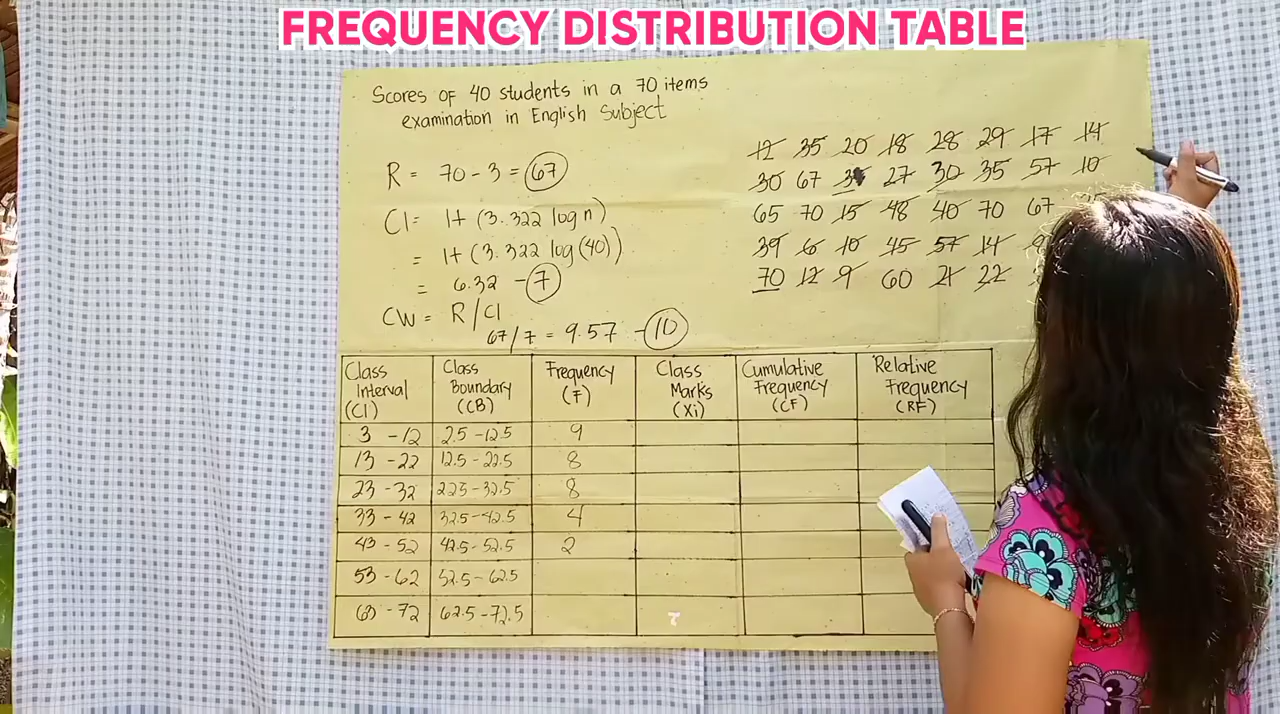 FREQUENCY DISTRIBUTION TABLE
Scores of 40 students in a 70 items
examination in English Subject
R = 70 - 3 = 67
CI = 1+ (3.322 log n)
= 1+ (3.322 log (40))
= 6.32 - 7
CW = R/CI
67/7 = 9.57 - 10
12 35 20 18 28 29 17 14
30 67 27 30 35 57 10
65 70 15 48 40 70 67
39 6 10 45 57 14
70 12 9 60 21 22
Class Interval (CI) Class Boundary (CB) Frequency (F) Class Marks (Xi) Cumulative Frequency (CF) Relative Frequency (RF)
3 - 12 2.5 - 12.5 9
13 - 22 12.5 - 22.5 8
23 - 32 22.5 - 32.5 8
33 - 42 32.5 - 42.5 4
43 - 52 42.5 - 52.5 2
53 - 62 52.5 - 62.5
63 - 72 62.5 - 72.5